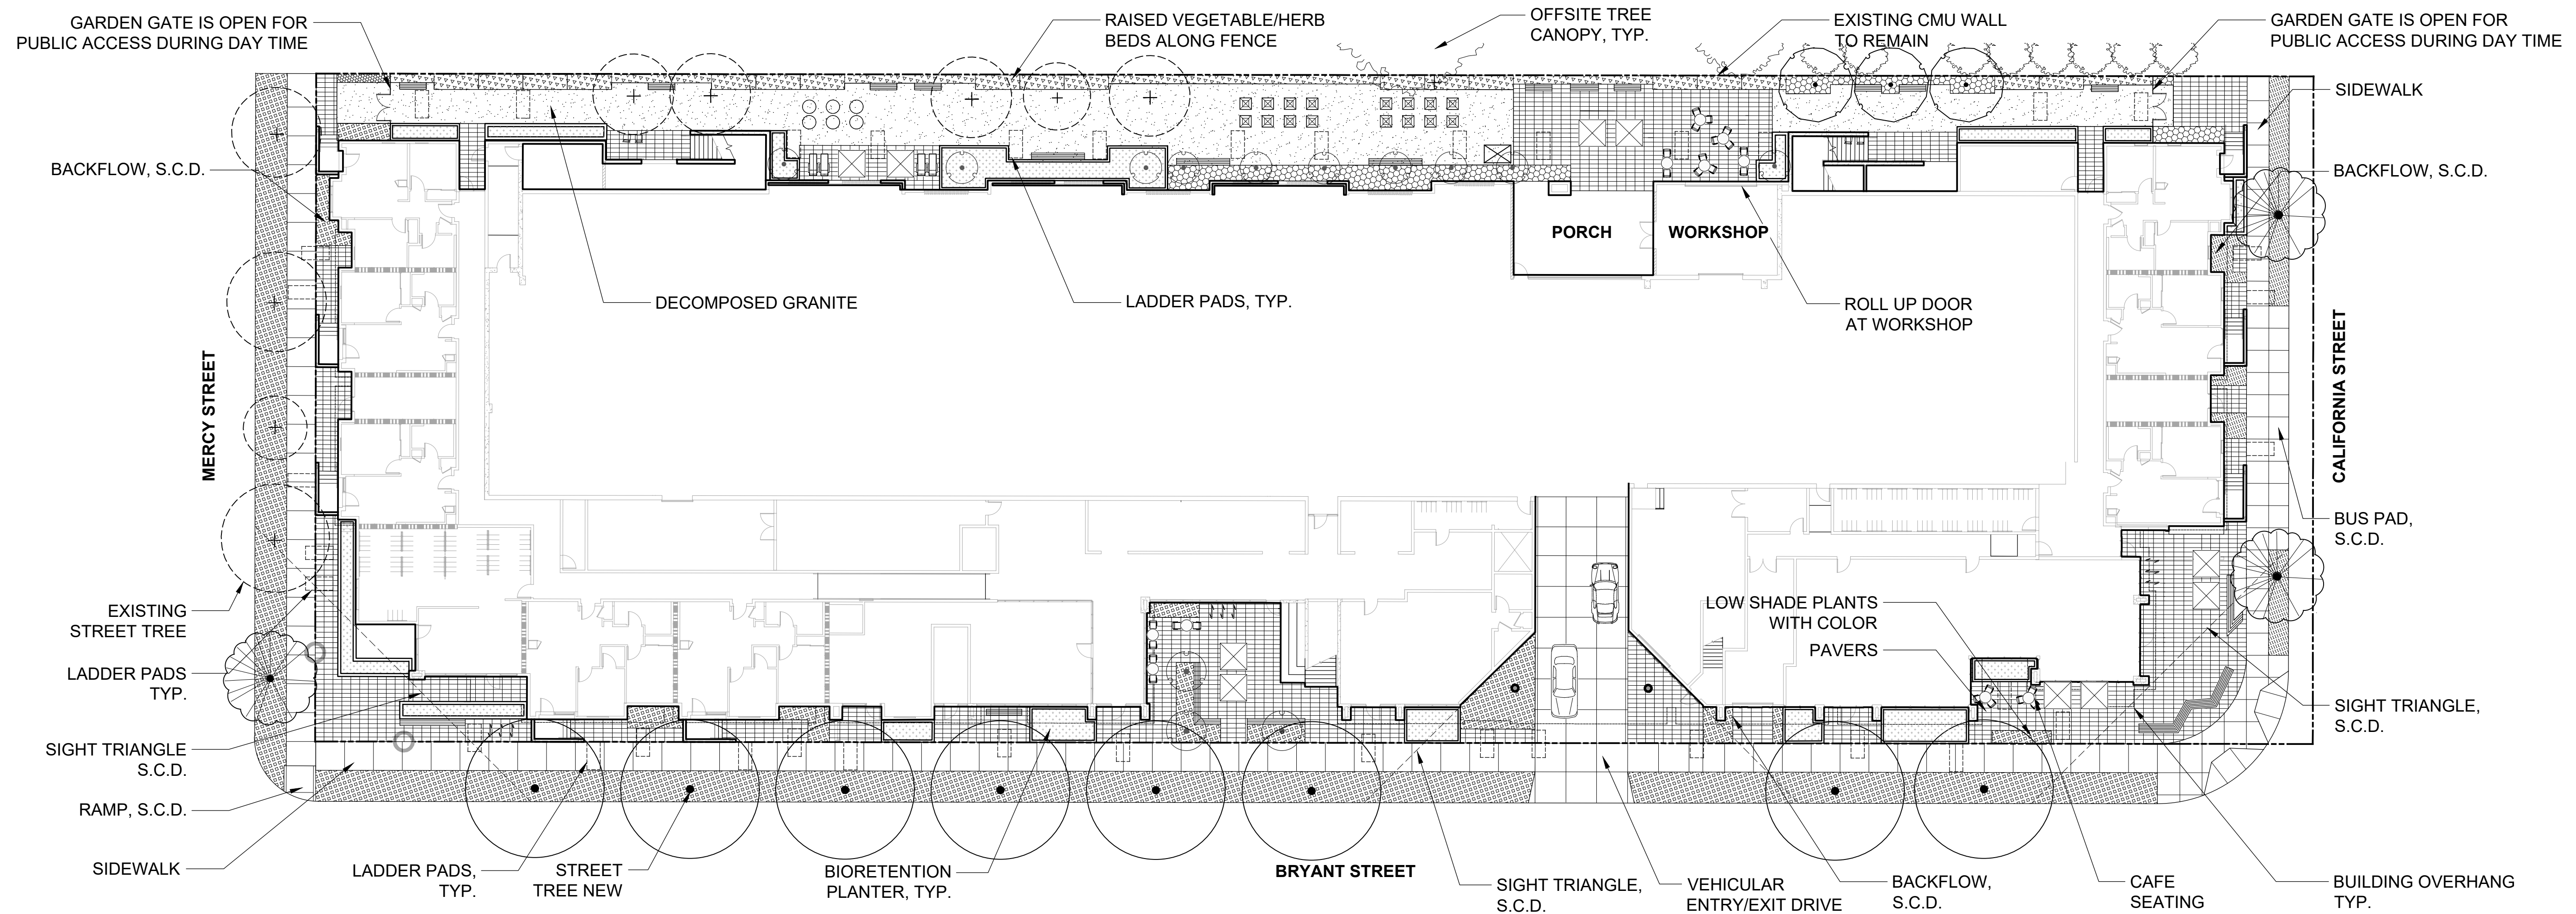 GARDEN GATE IS OPEN FOR
PUBLIC ACCESS DURING DAY TIME
RAISED VEGETABLE/HERB
BEDS ALONG FENCE
OFFSITE TREE
CANOPY, TYP.
EXISTING CMU WALL
TO REMAIN
GARDEN GATE IS OPEN FOR
PUBLIC ACCESS DURING DAY TIME
SIDEWALK
BACKFLOW, S.C.D.
BACKFLOW, S.C.D.
PORCH
WORKSHOP
DECOMPOSED GRANITE
LADDER PADS, TYP.
ROLL UP DOOR
AT WORKSHOP
MERCY STREET
CALIFORNIA STREET
BUS PAD,
S.C.D.
EXISTING
STREET TREE
LOW SHADE PLANTS
WITH COLOR
PAVERS
LADDER PADS
TYP.
SIGHT TRIANGLE,
S.C.D.
SIGHT TRIANGLE
S.C.D.
RAMP, S.C.D.
SIDEWALK
LADDER PADS,
TYP.
STREET
TREE NEW
BIORETENTION
PLANTER, TYP.
BRYANT STREET
SIGHT TRIANGLE,
S.C.D.
VEHICULAR
ENTRY/EXIT DRIVE
BACKFLOW,
S.C.D.
CAFE
SEATING
BUILDING OVERHANG
TYP.